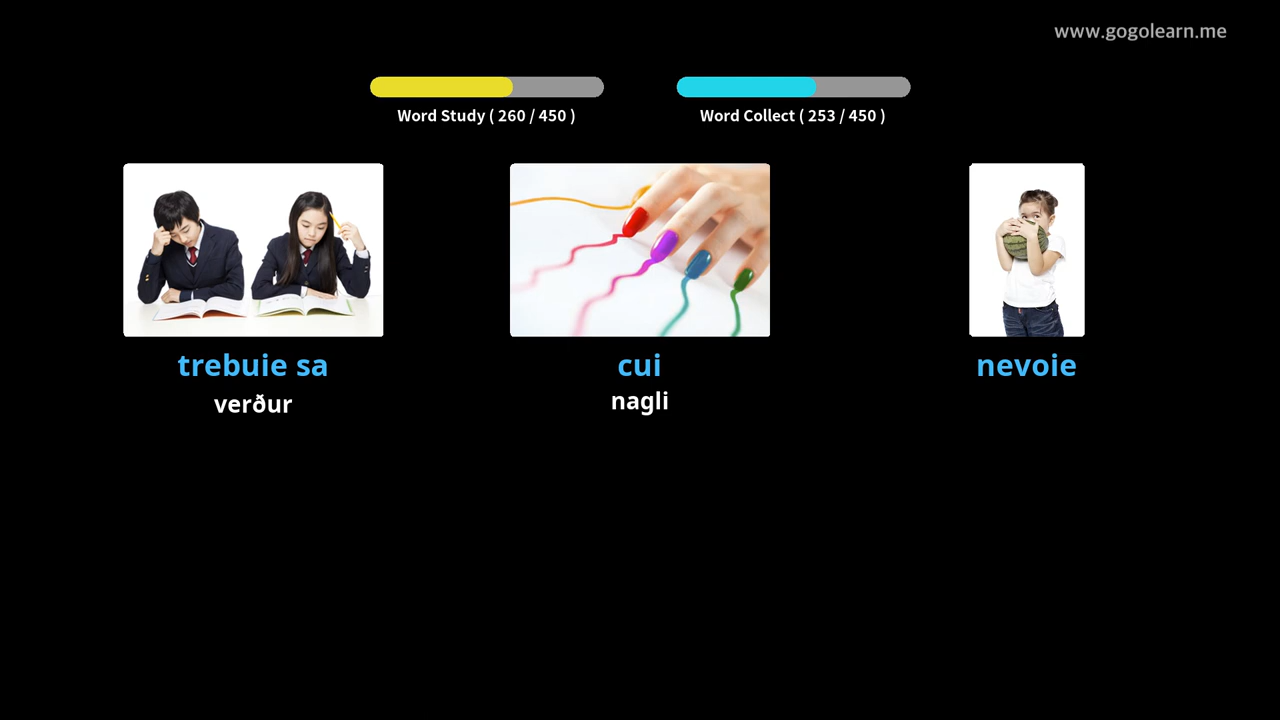 www.gogolearn.me
Word Study ( 260 / 450 )
Word Collect ( 253 / 450 )
trebuie sa
cui
nevoie
verður
nagli